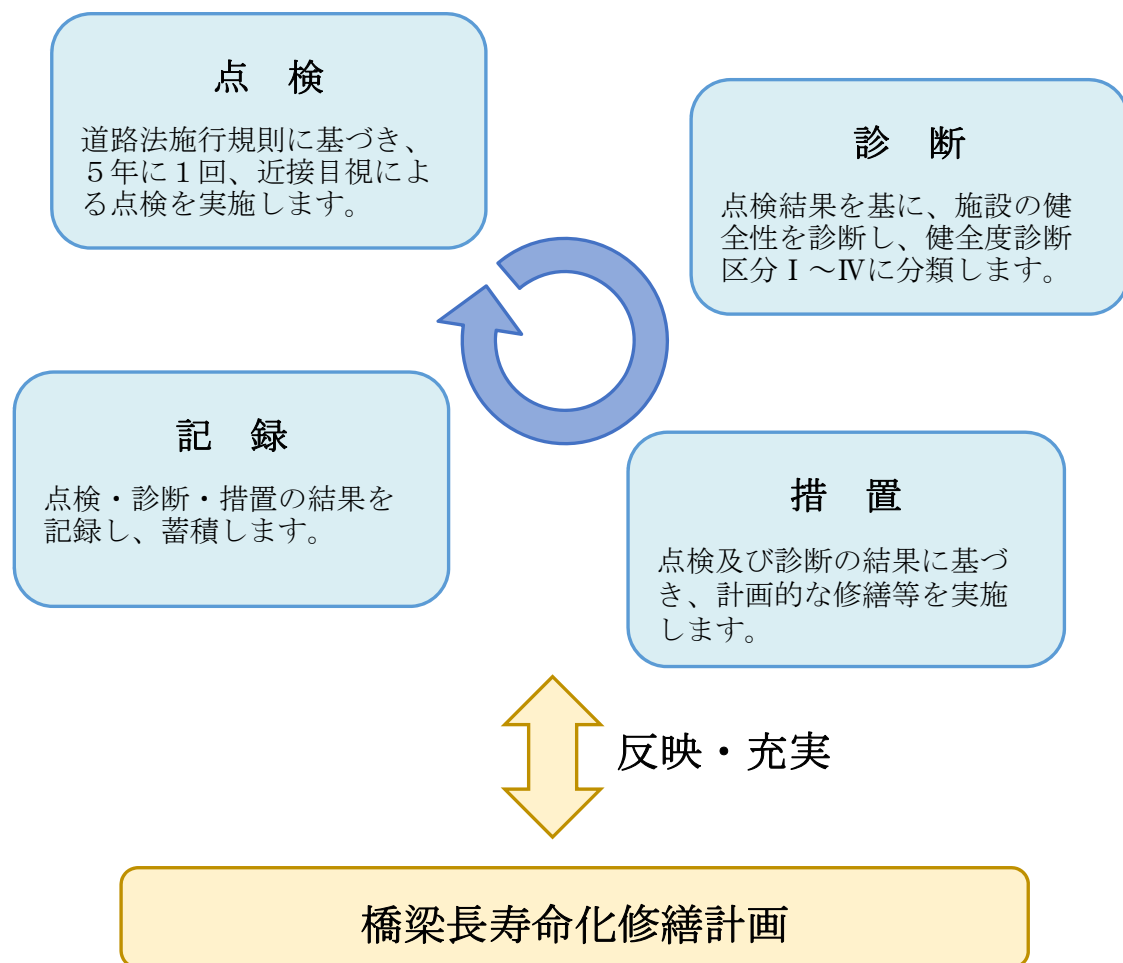 点　検
道路法施行規則に基づき、
５年に１回、近接目視によ
る点検を実施します。
診　断
点検結果を基に、施設の健
全性を診断し、健全度診断
区分Ⅰ～Ⅳに分類します。
措　置
点検及び診断の結果に基づ
き、計画的な修繕等を実施
します。
記　録
点検・診断・措置の結果を
記録し、蓄積します。
反映・充実
橋梁長寿命化修繕計画